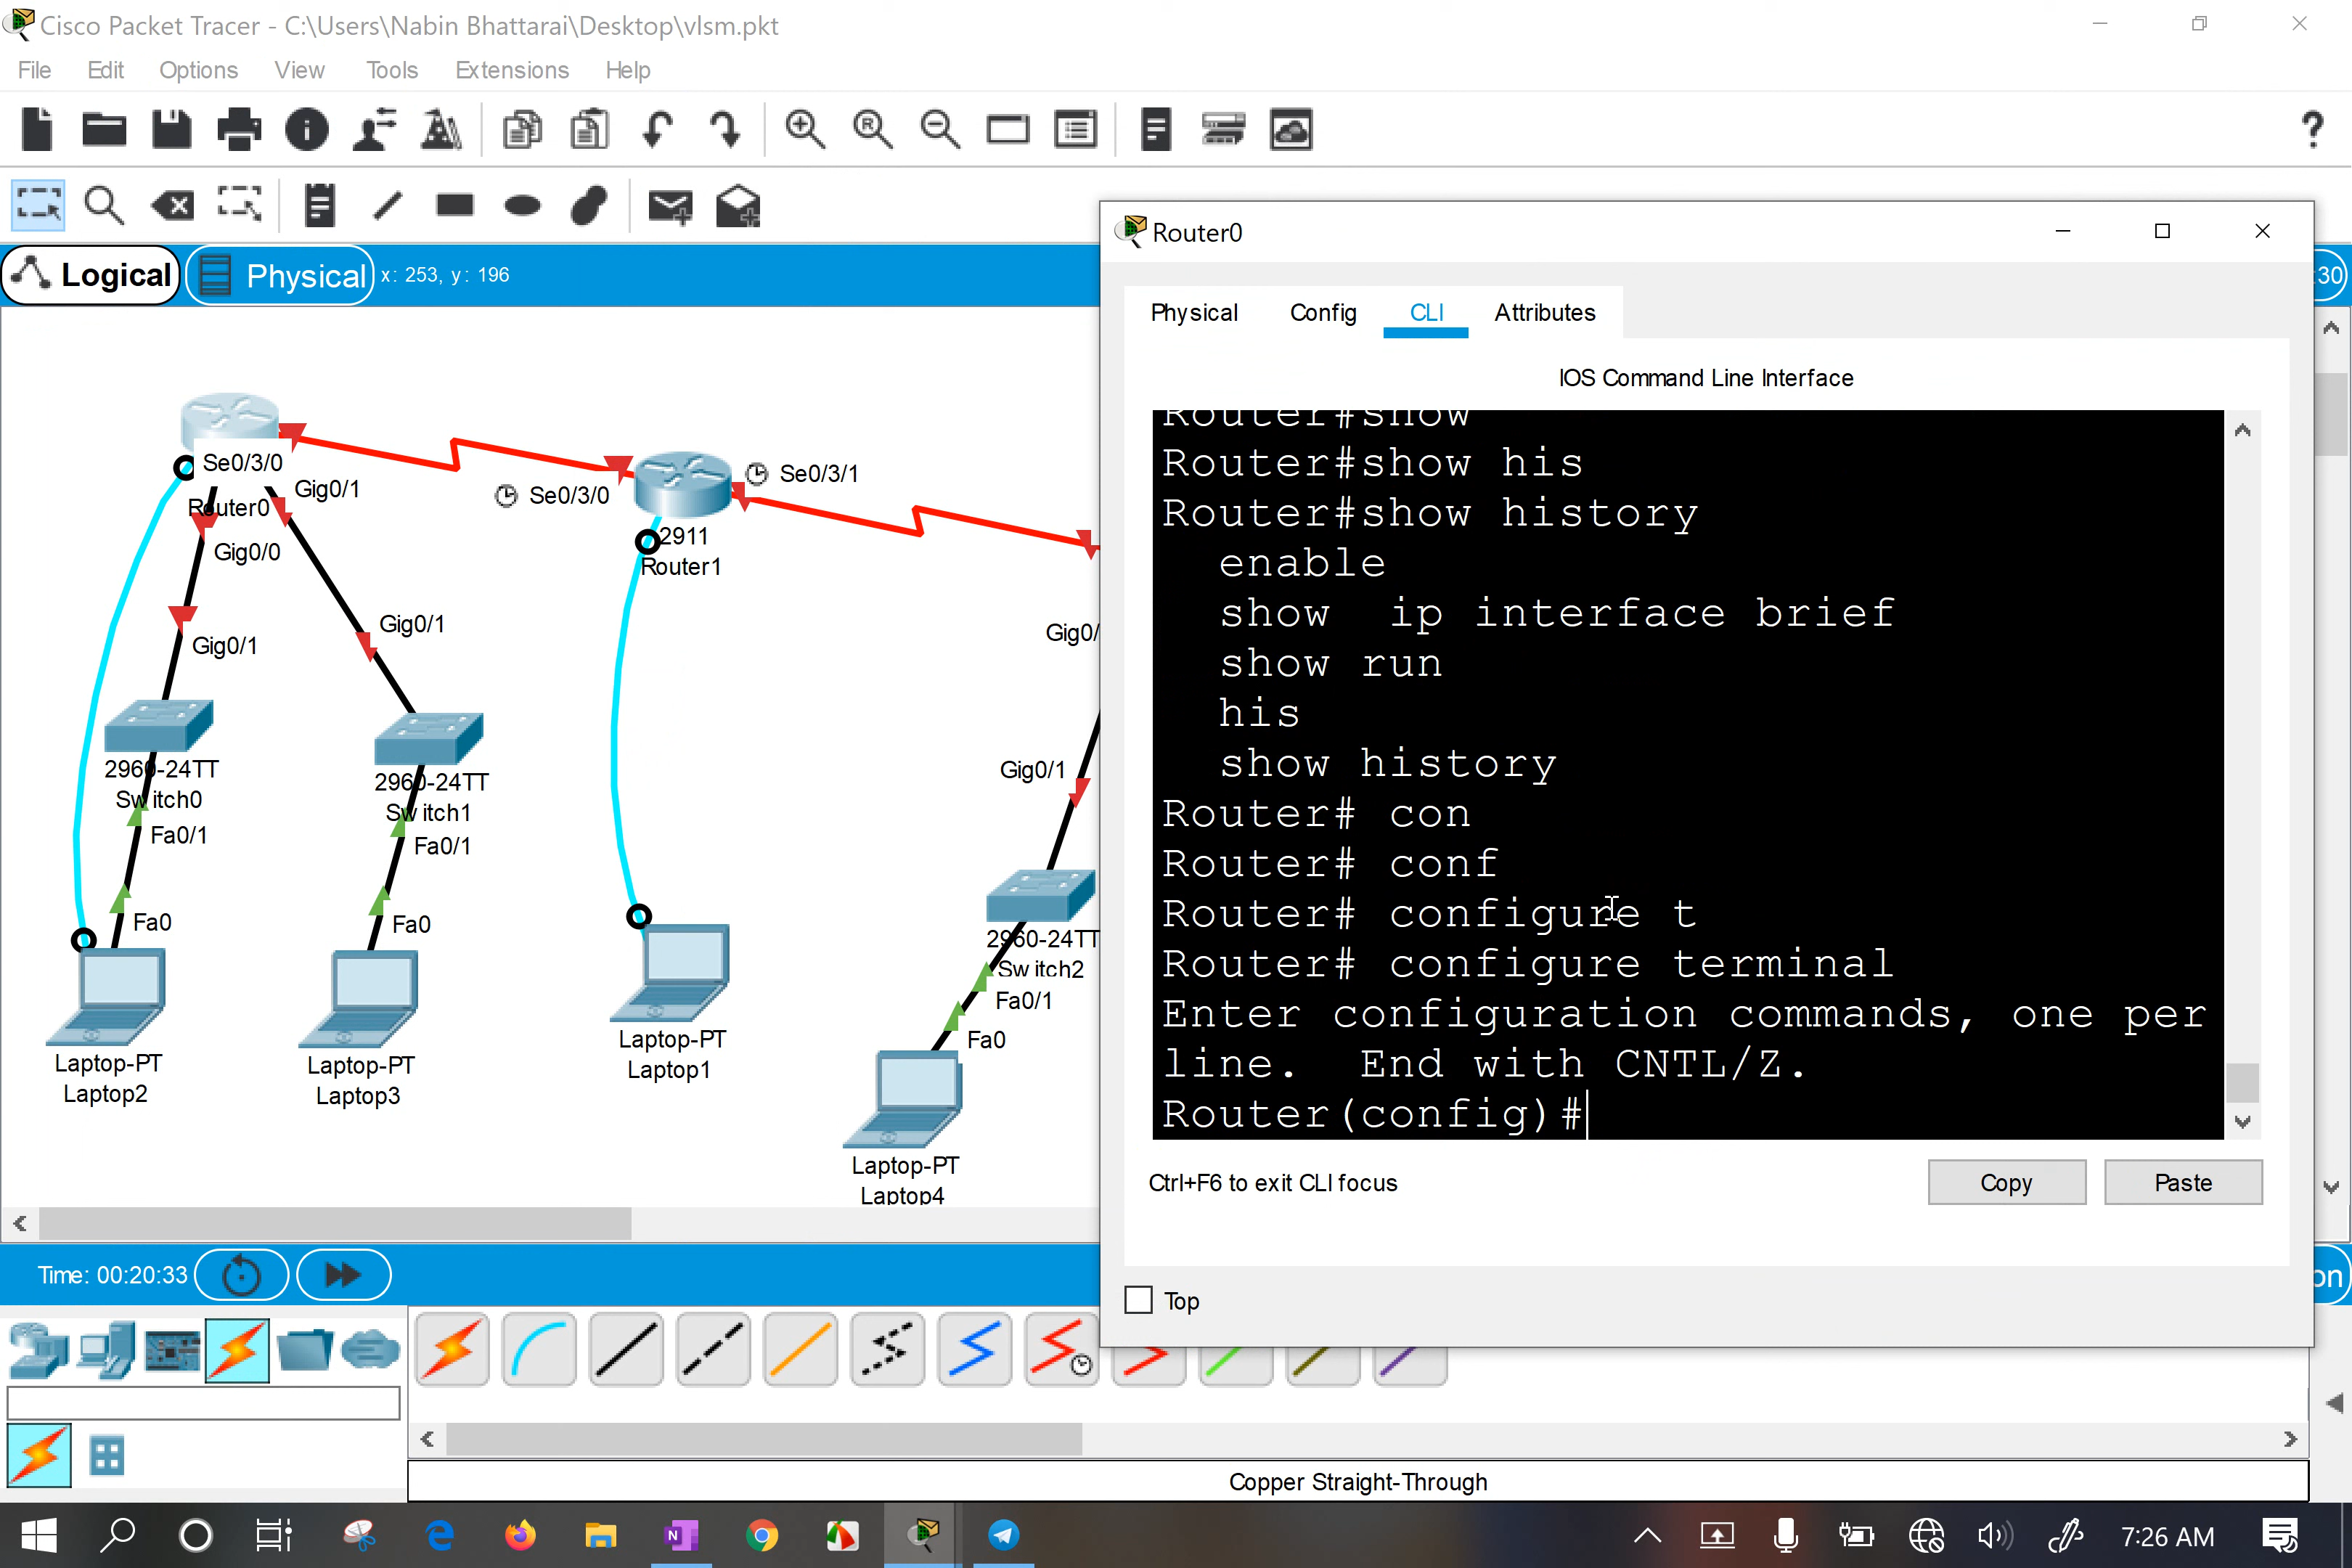 Cisco Packet Tracer - C:\Users\Nabin Bhattarai\Desktop\vlsm.pkt
File Edit Options View Tools Extensions Help
Router0
Logical Physical x: 253, y: 196
:30
Physical Config CLI Attributes
IOS Command Line Interface
Router#show
Router#show his
Router#show history
enable
show  ip interface brief
show run
his
show history
Router# con
Router# conf
Router# configure t
Router# configure terminal
Enter configuration commands, one per
line.  End with CNTL/Z.
Router(config)#
Ctrl+F6 to exit CLI focus
Copy
Paste
Top
Se0/3/0
Gig0/1
Router0
Gig0/0
Se0/3/0
Se0/3/1
2911
Router1
Gig0/1
Gig0/1
Gig0/
Gig0/1
2960-24TT
Switch0
Fa0/1
2960-24TT
Switch1
Fa0/1
Fa0
Fa0
2960-24TT
Switch2
Fa0/1
Fa0
Laptop-PT
Laptop2
Laptop-PT
Laptop3
Laptop-PT
Laptop1
Laptop-PT
Laptop4
Time: 00:20:33
on
Copper Straight-Through
7:26 AM